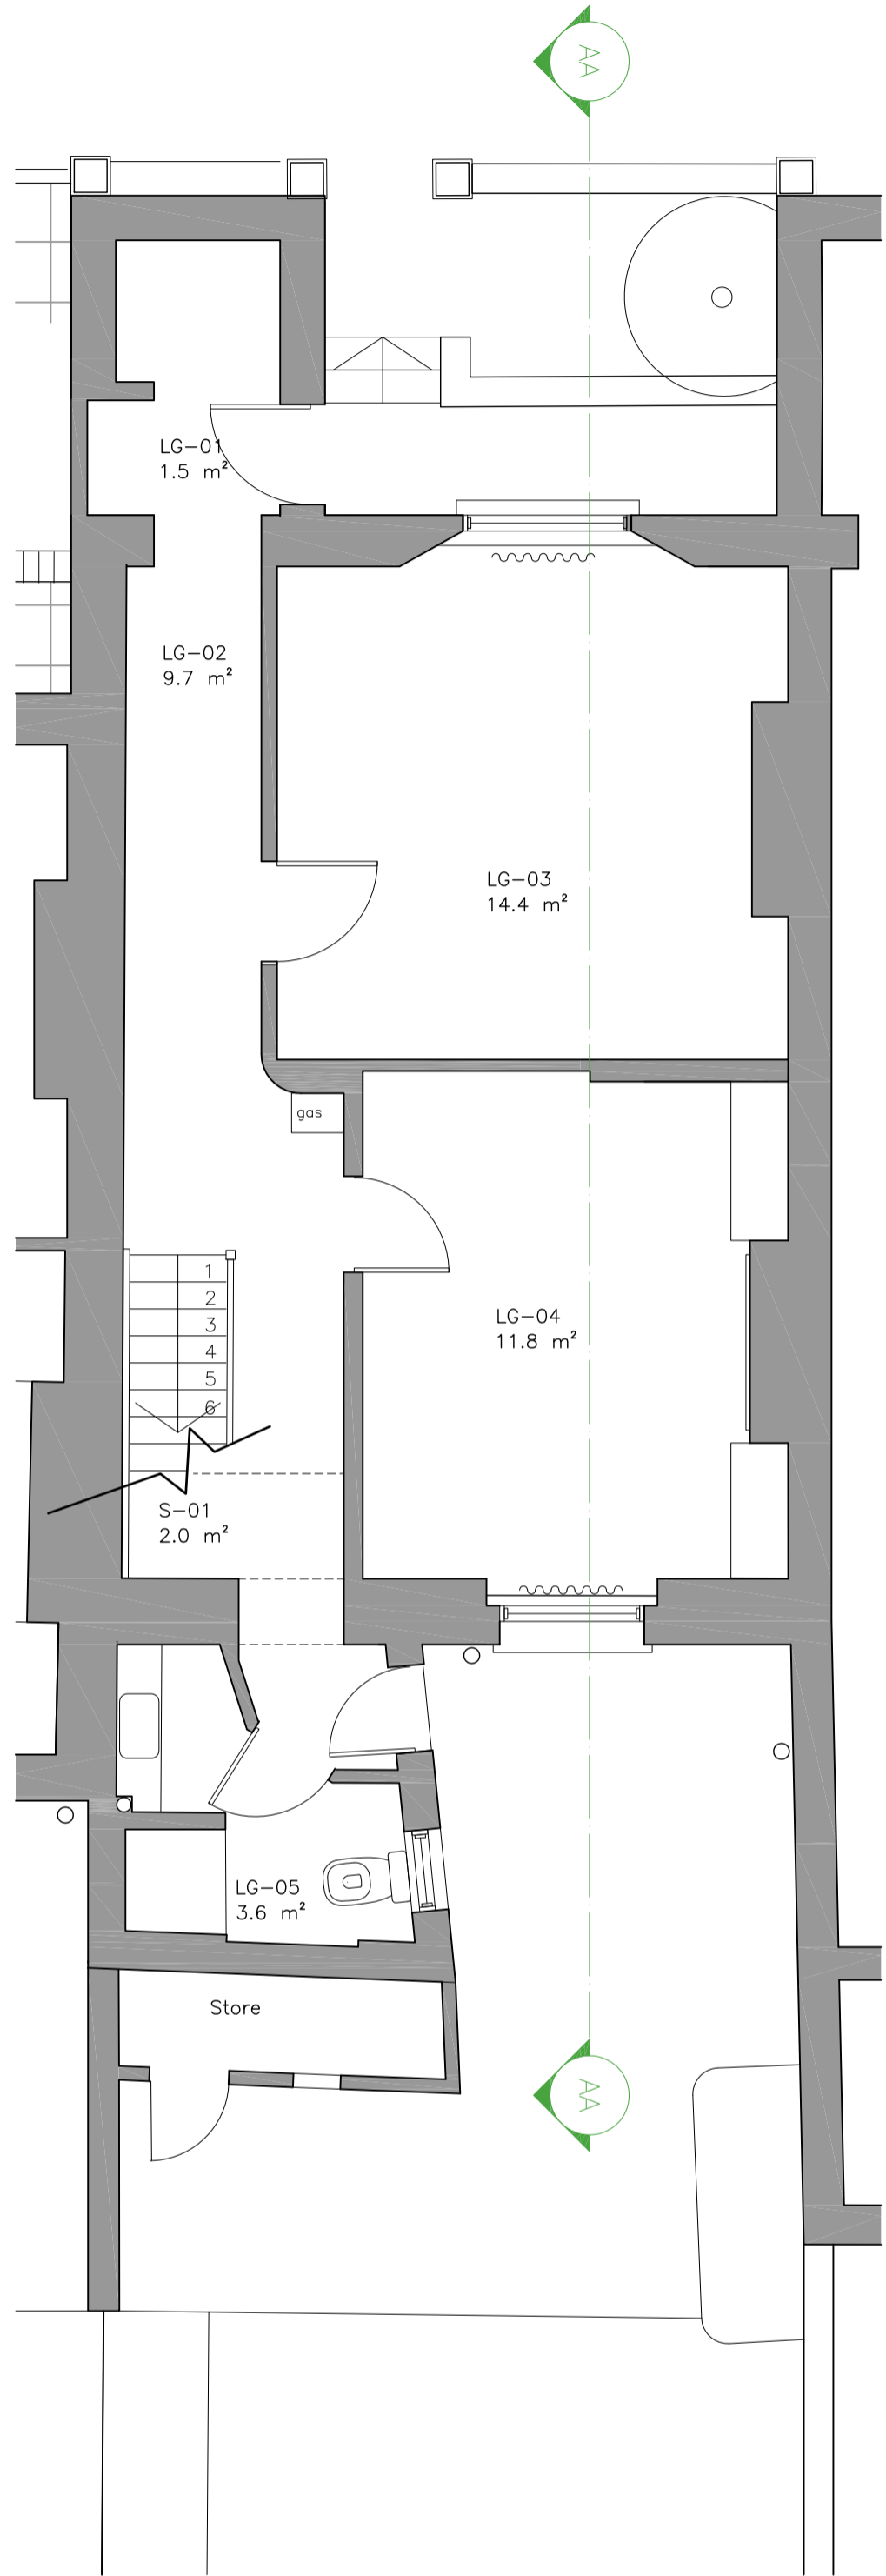 AA
LG-01
1.5 m²
LG-02
9.7 m²
LG-03
14.4 m²
gas
1
2
3
4
5
6
LG-04
11.8 m²
S-01
2.0 m²
LG-05
3.6 m²
Store
AA